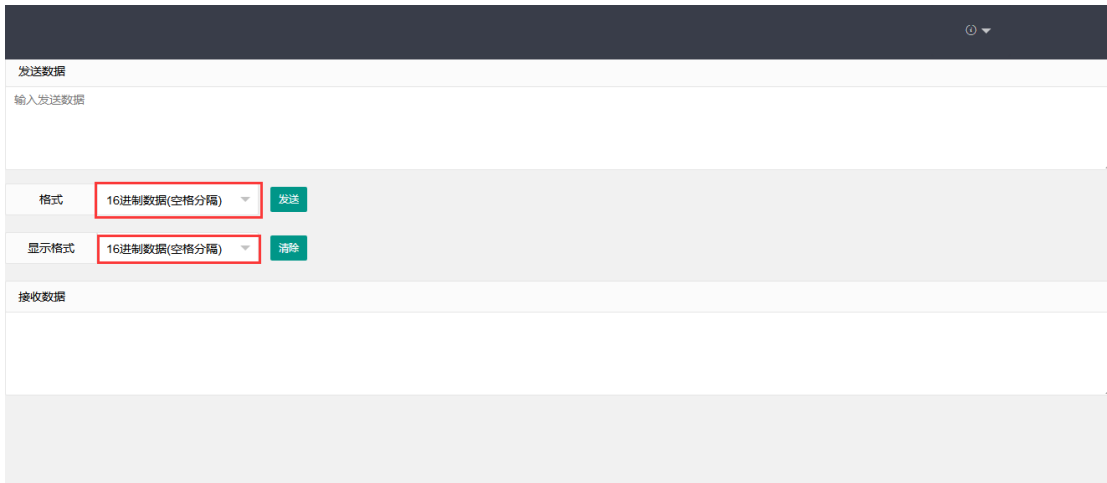 发送数据
输入发送数据
格式 16进制数据(空格分隔) 发送
显示格式 16进制数据(空格分隔) 清除
接收数据